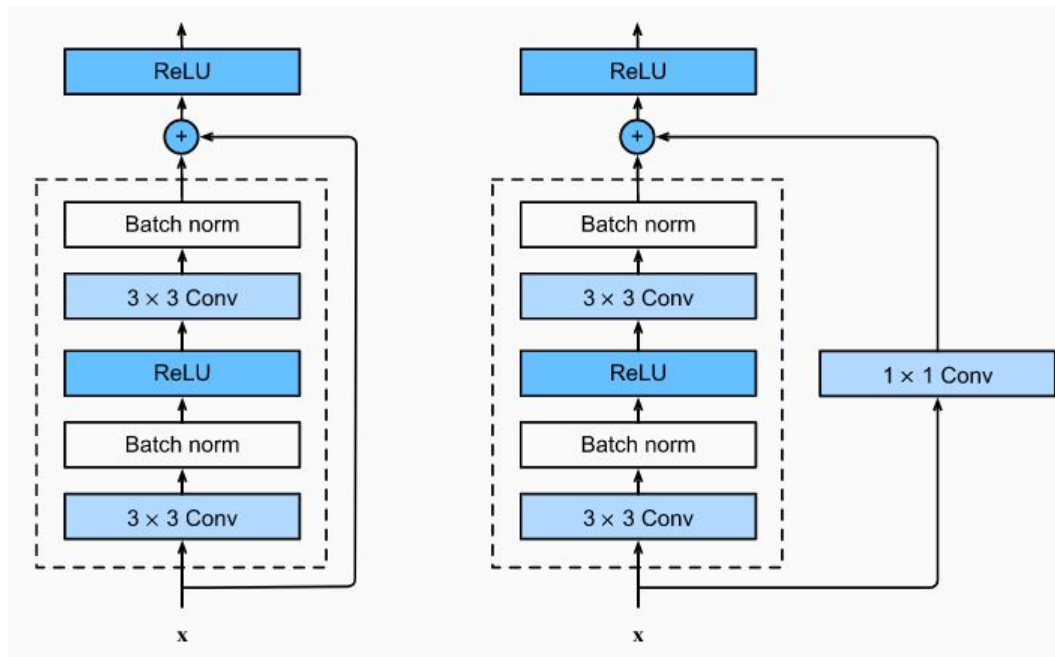 ReLU
+
Batch norm
3 × 3 Conv
ReLU
Batch norm
3 × 3 Conv
x
ReLU
+
Batch norm
3 × 3 Conv
ReLU
1 × 1 Conv
Batch norm
3 × 3 Conv
x